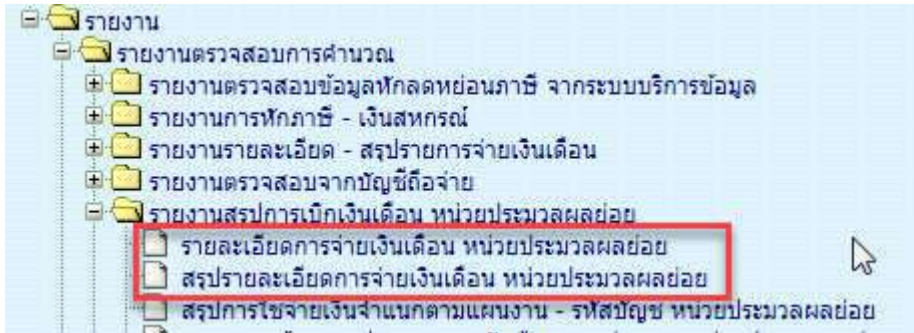 รายงาน
รายงานตรวจสอบการคำนวณ
รายงานตรวจสอบข้อมูลหักลดหย่อนภาษี จากระบบบริการข้อมูล
รายงานการหักภาษี - เงินสหกรณ์
รายงานรายละเอียด - สรุปรายการจ่ายเงินเดือน
รายงานตรวจสอบจากบัญชีถือจ่าย
รายงานสรุปการเบิกเงินเดือน หน่วยประมวลผลย่อย
รายละเอียดการจ่ายเงินเดือน หน่วยประมวลผลย่อย
สรุปรายละเอียดการจ่ายเงินเดือน หน่วยประมวลผลย่อย
สรุปการใช้จ่ายเงินจำแนกตามแผนงาน - รหัสบัญชี หน่วยประมวลผลย่อย